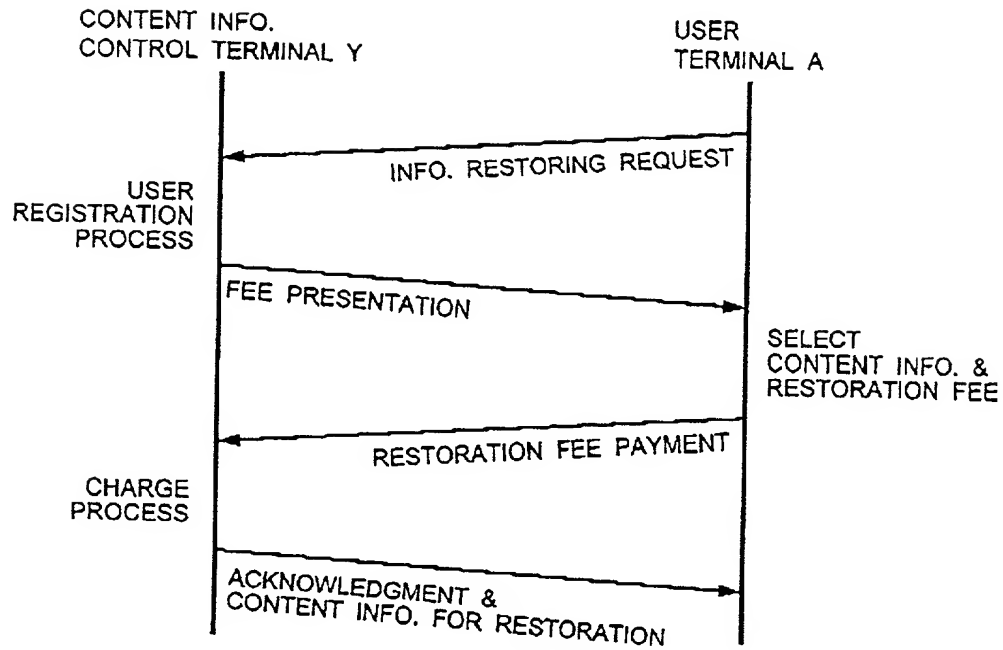 CONTENT INFO.
CONTROL TERMINAL Y
USER
TERMINAL A
INFO. RESTORING REQUEST
USER
REGISTRATION
PROCESS
FEE PRESENTATION
SELECT
CONTENT INFO. &
RESTORATION FEE
RESTORATION FEE PAYMENT
CHARGE
PROCESS
ACKNOWLEDGMENT &
CONTENT INFO. FOR RESTORATION